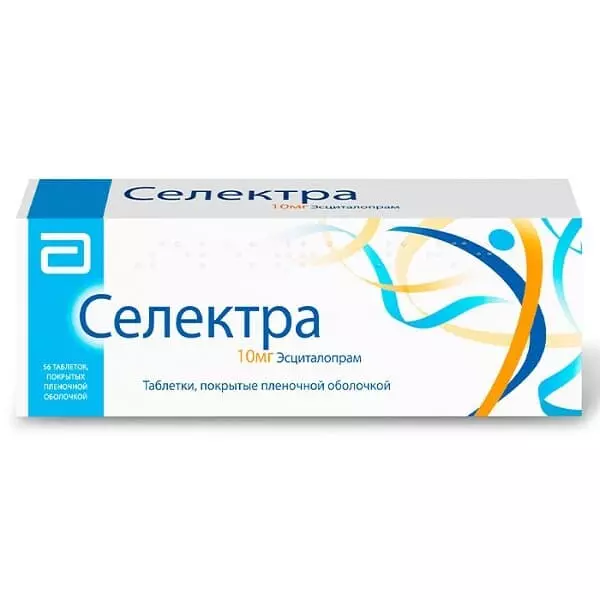 Селектра
10мг Эсциталопрам
Селектра
10мг Эсциталопрам
Таблетки, покрытые пленочной оболочкой
56 ТАБЛЕТОК,
ПОКРЫТЫХ
ПЛЕНОЧНОЙ
ОБОЛОЧКОЙ